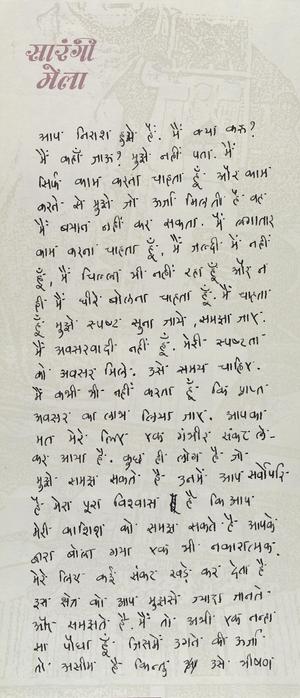 सारंगी
मेला
आप निराश हुये हैं. मैं क्या करू?
मैं कहाँ जाऊ? मुझे नहीं पता. मैं
सिर्फ काम करना चाहता हूँ और काम
करने से मुझे जो ऊर्जा मिलती है वह
मैं बयान नहीं कर सकता. मैं लगातार
काम करना चाहता हूँ, मैं जल्दी में नहीं
हूँ, मैं चिल्ला भी नहीं रहा हूँ और न
ही मैं धीरे बोलना चाहता हूँ. मैं चाहता
हूँ मुझे स्पष्ट सुना जाये, समझा जाए.
मैं अवसरवादी नहीं हूँ. मेरी स्पष्टता
को अवसर मिले. उसे समय चाहिए.
मैं कभी भी नहीं करता हूँ कि प्राप्त
अवसर का लाभ लिया जाए. आपका
मत मेरे लिए एक गंभीर संकट ले-
कर आया है. कुछ ही लोग है जो
मुझे समझ सकते है उनमें आप सर्वोपरि
है मेरा पूरा विश्वास है कि आप
मेरी कोशिश को समझ सकते है आपके
द्वारा बोला गया एक भी नकारात्मक.
मेरे लिए कई संकट खड़े कर देता है
इस क्षेत्र को आप मुझसे ज्यादा जानते
और समझते है. मैं तो अभी एक नन्हा
सा पौधा हूँ जिसमें उगने की ऊर्जा
तो असीम है किन्तु उसे भीषण